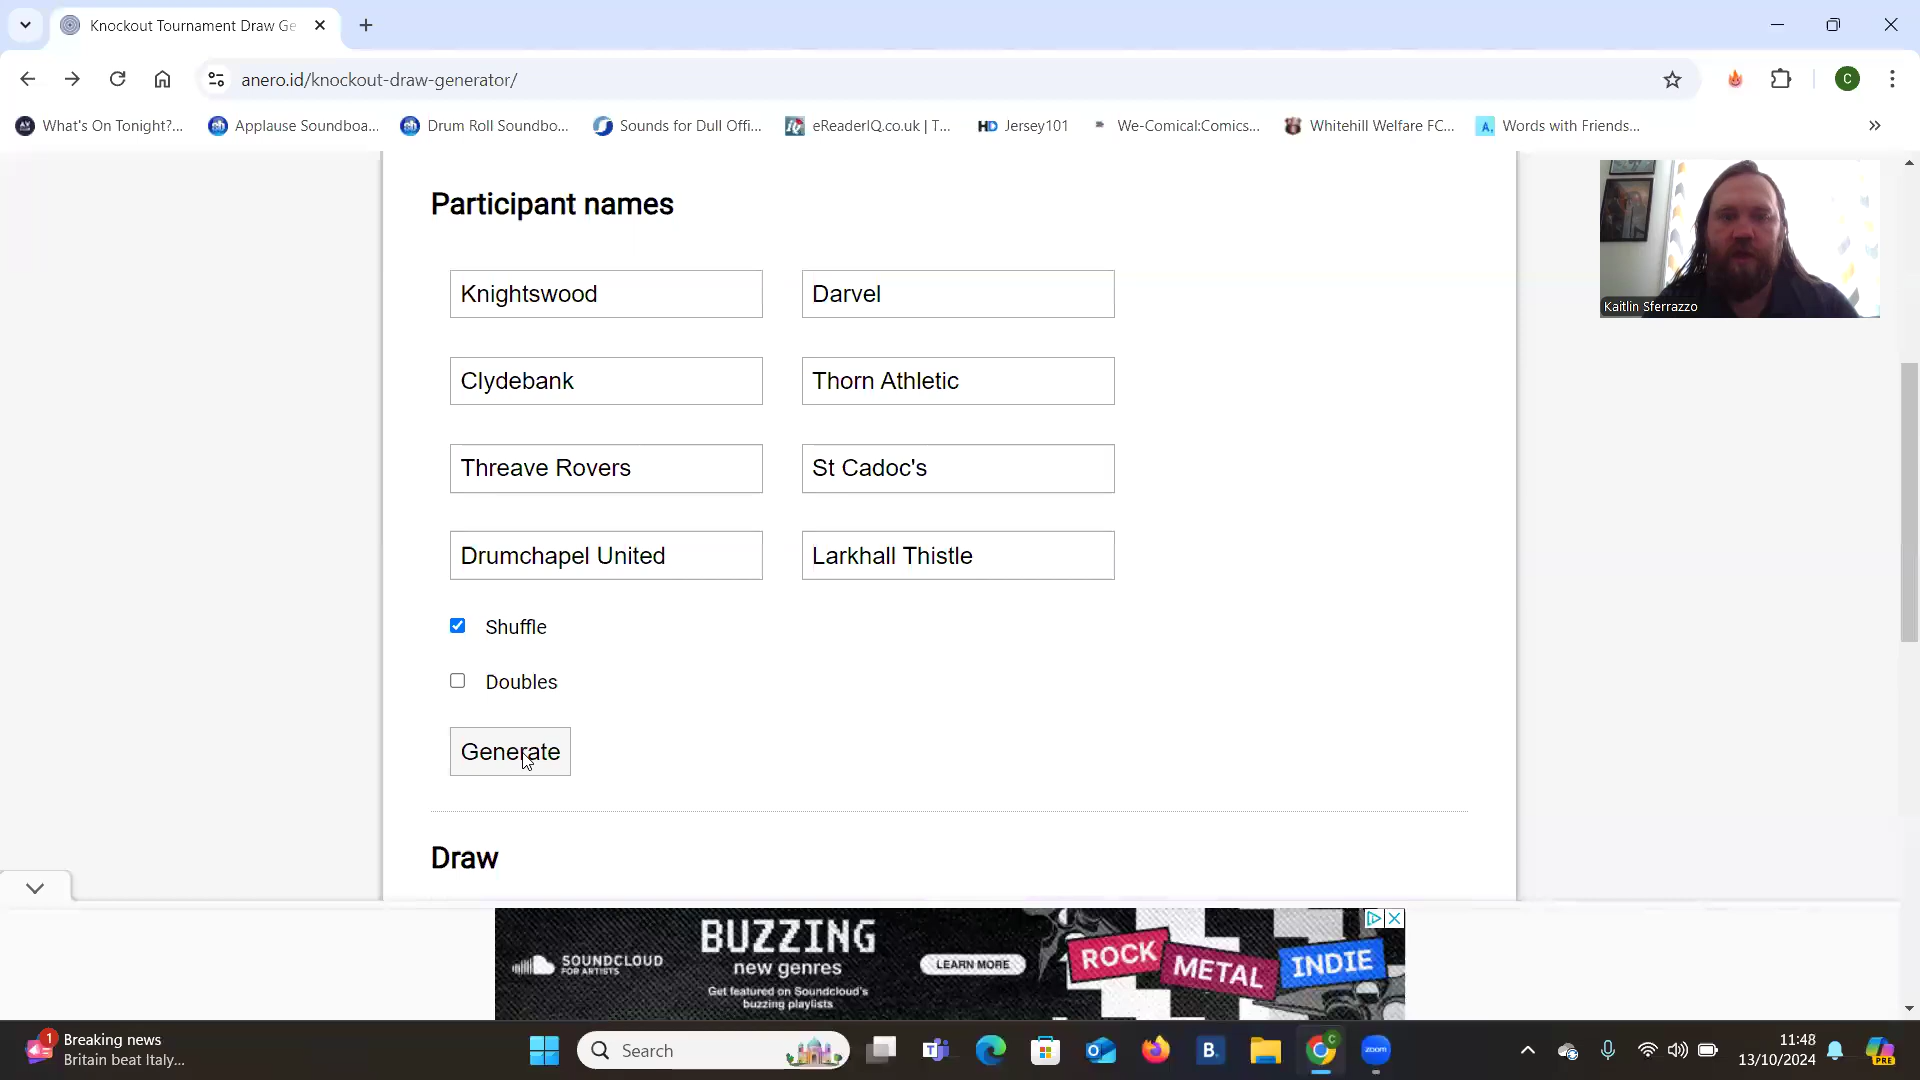 Knockout Tournament Draw Ge
anero.id/knockout-draw-generator/
C
What's On Tonight?...
Applause Soundboa...
Drum Roll Soundbo...
Sounds for Dull Offi...
eReaderIQ.co.uk | T...
HD Jersey101
We-Comical:Comics...
Whitehill Welfare FC...
A. Words with Friends...
Participant names
Kaitlin Sferrazzo
Knightswood
Darvel
Clydebank
Thorn Athletic
Threave Rovers
St Cadoc's
Drumchapel United
Larkhall Thistle
Shuffle
Doubles
Generate
Draw
SOUNDCLOUD
FOR ARTISTS
BUZZING
new genres
Get featured on Soundcloud's
buzzing playlists
LEARN MORE
ROCK
METAL
INDIE
1
Breaking news
Britain beat Italy...
Search
C
B.
zoom
11:48
13/10/2024
PRE